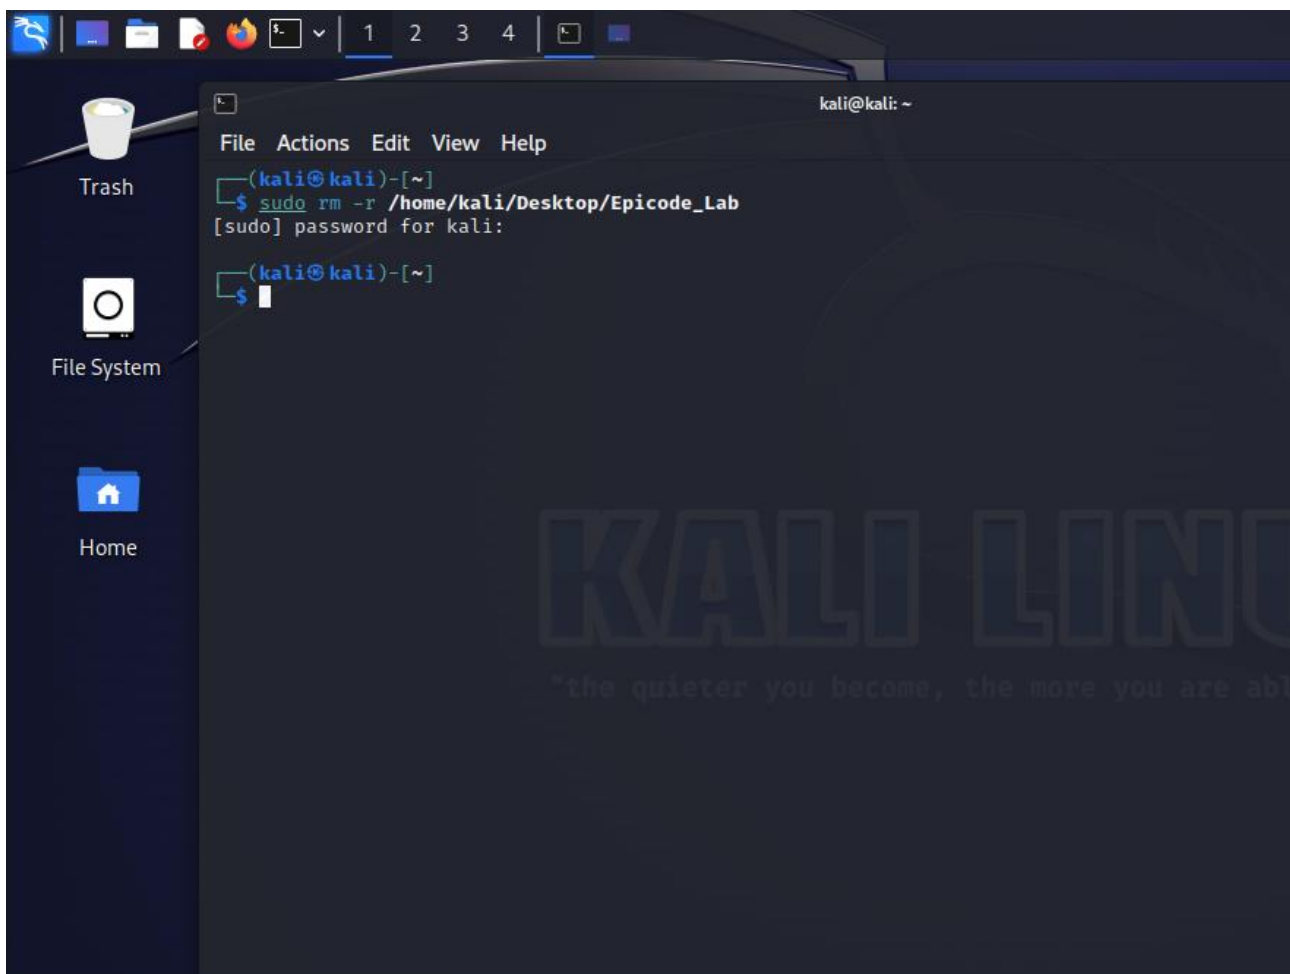 1 2 3 4
kali@kali: ~
File Actions Edit View Help
Trash
(kali㉿kali)-[~]
$ sudo rm -r /home/kali/Desktop/Epicode_Lab
[sudo] password for kali:
(kali㉿kali)-[~]
$
File System
Home
KALI LINU
"the quieter you become, the more you are abl